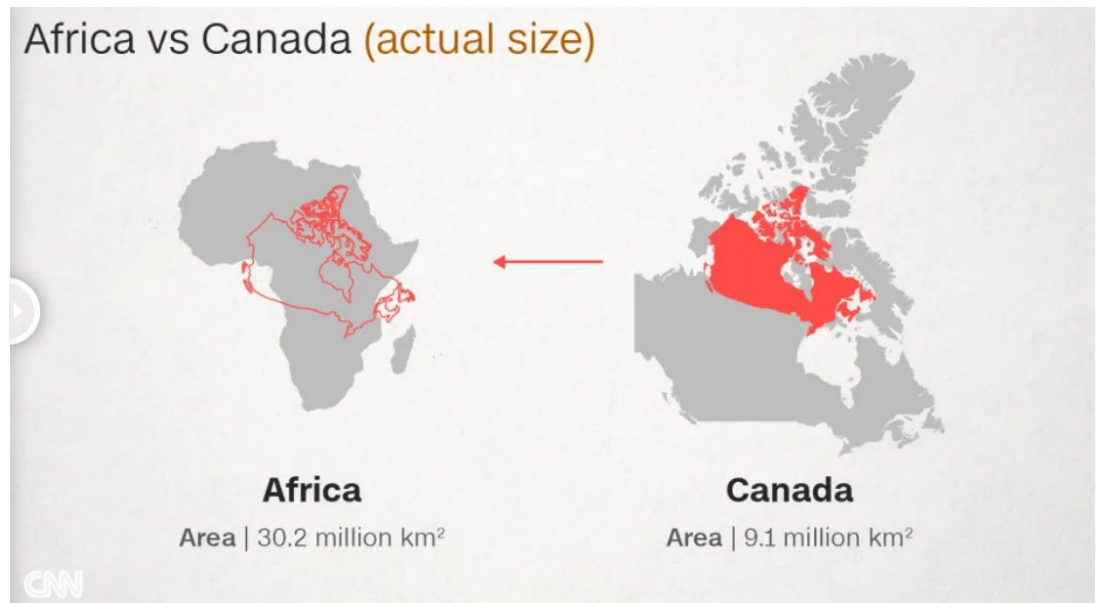 Africa vs Canada (actual size)
Africa
Area | 30.2 million km²
Canada
Area | 9.1 million km²
CNN